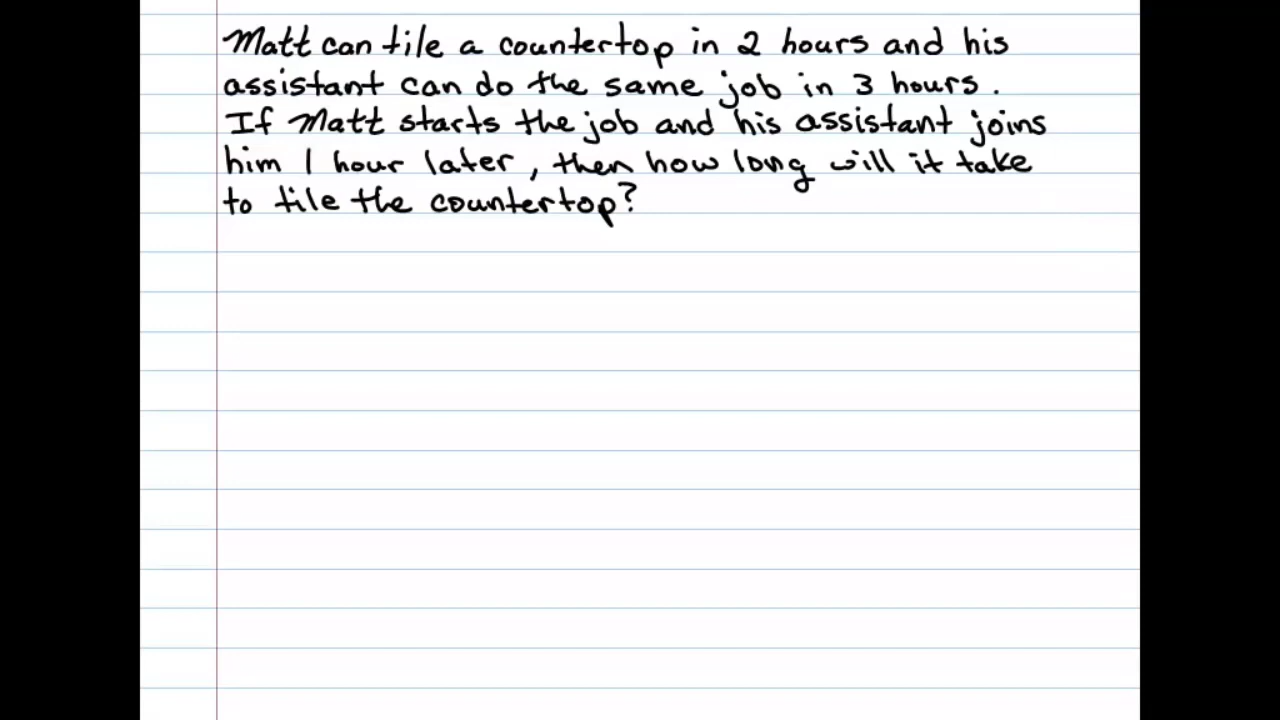 Matt can tile a countertop in 2 hours and his
assistant can do the same job in 3 hours.
If Matt starts the job and his assistant joins
him 1 hour later, then how long will it take
to tile the countertop?